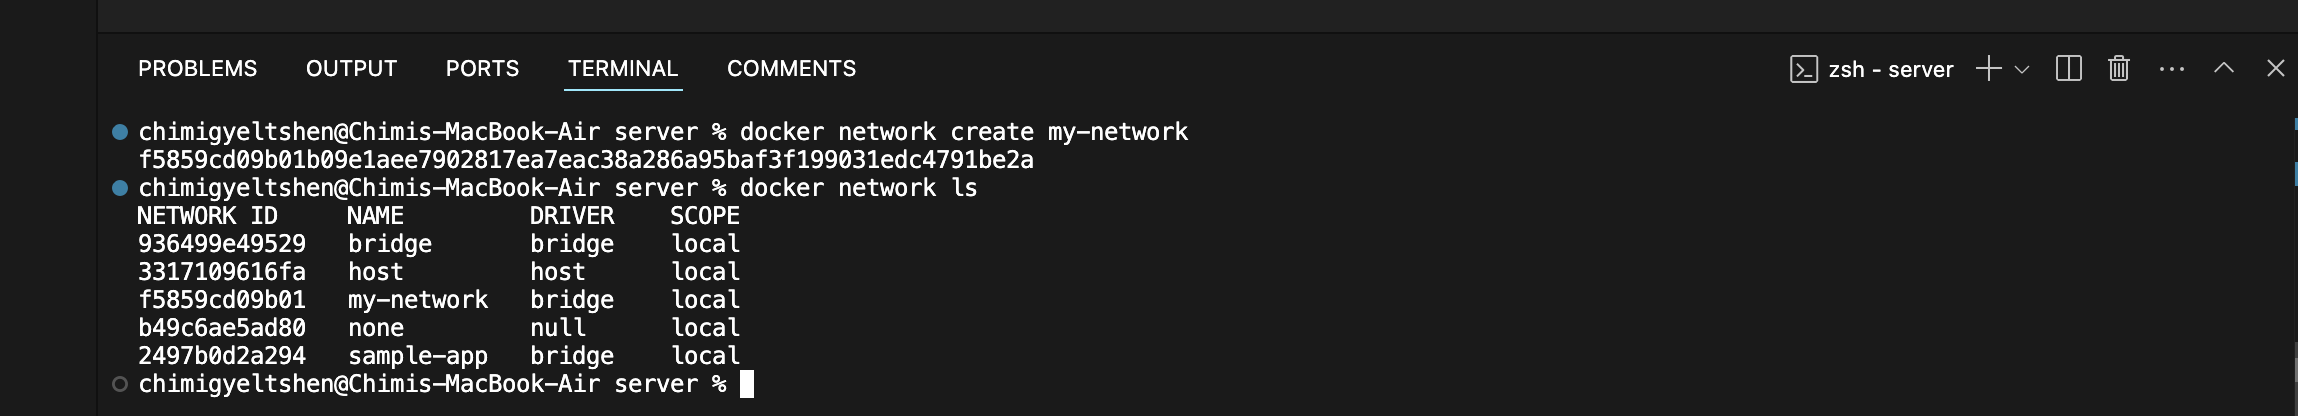 PROBLEMS OUTPUT PORTS TERMINAL COMMENTS zsh - server
chimigyeltshen@Chimis-MacBook-Air server % docker network create my-network
f5859cd09b01b09e1aee7902817ea7eac38a286a95baf3f199031edc4791be2a
chimigyeltshen@Chimis-MacBook-Air server % docker network ls
NETWORK ID NAME DRIVER SCOPE
936499e49529 bridge bridge local
3317109616fa host host local
f5859cd09b01 my-network bridge local
b49c6ae5ad80 none null local
2497b0d2a294 sample-app bridge local
chimigyeltshen@Chimis-MacBook-Air server %